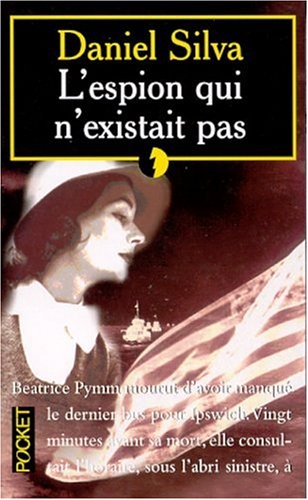 Daniel Silva
L'espion qui
n'existait pas
Beatrice Pymm mourut d'avoir manqué
le dernier bus pour Ipswich. Vingt
minutes avant sa mort, elle consul-
tait l'horaire, sous l'abri sinistre, à
POCKET